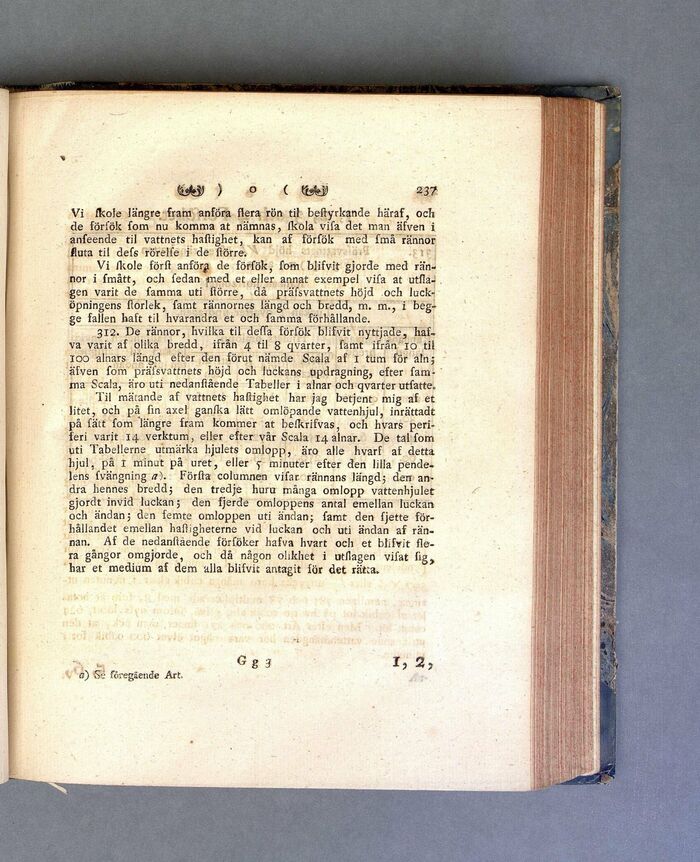 ) o ( 237
Vi ſkole längre fram anföra flera rön til beſtyrkande häraf, och
de förſök ſom nu komma at nämnas, ſkola viſa det man äfven i
anſeende til vattnets haſtighet, kan af förſök med ſmå rännor
ſluta til deſs rörelſe i de ſtörre.
Vi ſkole förſt anföra de förſök, ſom blifvit gjorde med rän-
nor i ſmått, och ſedan med et eller annat exempel viſa at utſla-
gen varit de ſamma uti ſtörre, då präſsvattnets höjd och luck-
öpningens ſtorlek, ſamt rännornes längd och bredd, m. m., i beg-
ge fallen haft til hvarandra et och ſamma förhållande.
312. De rännor, hvilka til deſſa förſök blifvit nyttjade, haf-
va varit af olika bredd, ifrån 4 til 8 qvarter, ſamt ifrån 10 til
100 alnars längd efter den förut nämde Scala af 1 tum för aln;
äfven ſom präſsvattnets höjd och luckans updragning, efter ſam-
ma Scala, äro uti nedanſtående Tabeller i alnar och qvarter utſatte.
Til mätande af vattnets haſtighet har jag betjent mig af et
litet, och på ſin axel ganſka lätt omlöpande vattenhjul, inrättadt
på ſätt ſom längre fram kommer at beſkrifvas, och hvars peri-
feri varit 14 verktum, eller efter vår Scala 14 alnar. De tal ſom
uti Tabellerne utmärka hjulets omlopp, äro alle hvarf af detta
hjul, på 1 minut på uret, eller 5 minuter efter den lilla pende-
lens ſvängning a). Förſta columnen viſar rännans längd; den an-
dra hennes bredd; den tredje huru många omlopp vattenhjulet
gjordt invid luckan; den fjerde omloppens antal emellan luckan
och ändan; den femte omloppen uti ändan; ſamt den ſjette för-
hållandet emellan haſtigheterne vid luckan och uti ändan af rän-
nan. Af de nedanſtående förſöker hafva hvart och et blifvit fle-
ra gångor omgjorde, och då någon olikhet i utſlagen viſat ſig,
har et medium af dem alla blifvit antagit för det rätta.
G g 3 1, 2,
a) Se föregående Art.